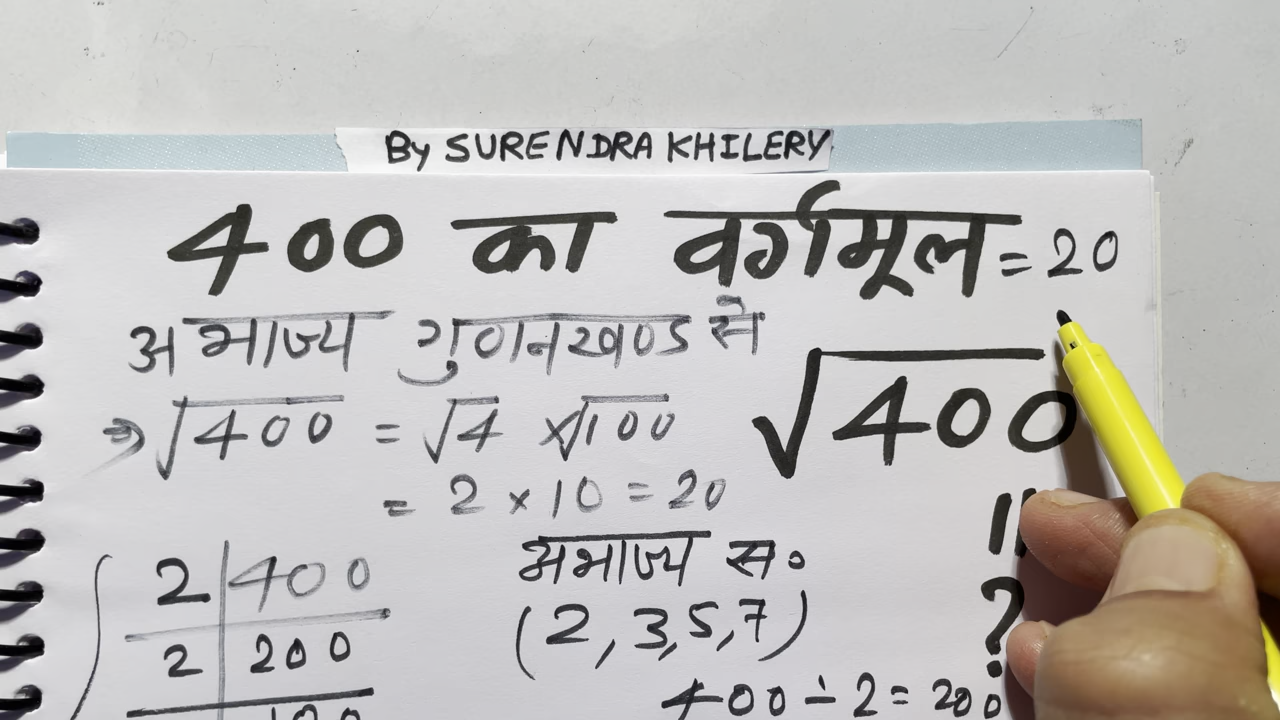 By SURENDRA KHILERY
400 का वर्गमूल = 20
अभाज्य गुणनखण्ड से
⇒ √400 = √4 × √100
= 2 × 10 = 20
√400
=
?
अभाज्य स॰
(2, 3, 5, 7)
2 | 400
2 | 200
100
400 ÷ 2 = 200